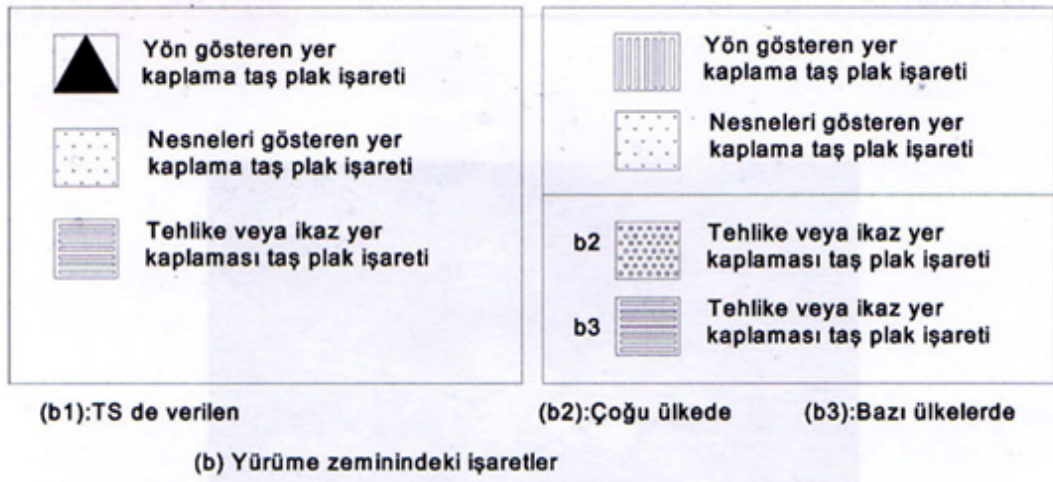 Yön gösteren yer
kaplama taş plak işareti
Nesneleri gösteren yer
kaplama taş plak işareti
Tehlike veya ikaz yer
kaplaması taş plak işareti
Yön gösteren yer
kaplama taş plak işareti
Nesneleri gösteren yer
kaplama taş plak işareti
b2
Tehlike veya ikaz yer
kaplaması taş plak işareti
b3
Tehlike veya ikaz yer
kaplaması taş plak işareti
(b1):TS de verilen
(b2):Çoğu ülkede
(b3):Bazı ülkelerde
(b) Yürüme zeminindeki işaretler